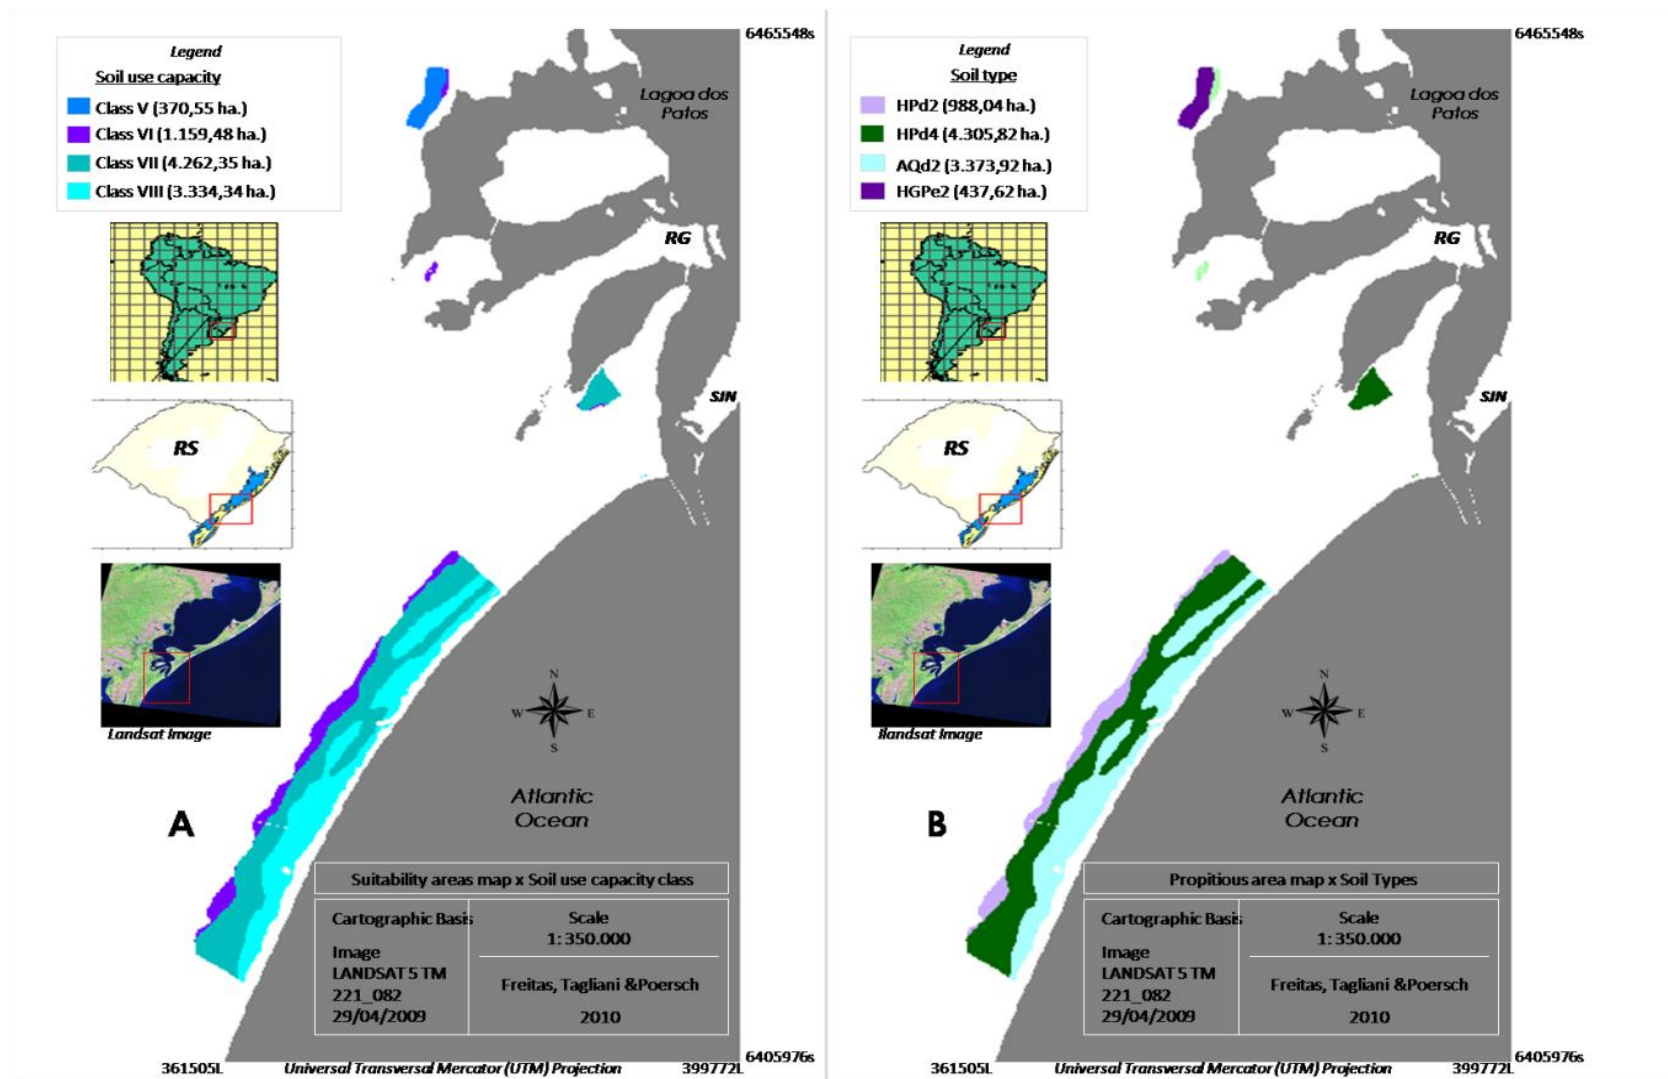 Legend
Soil use capacity
Class V (370,55 ha.)
Class VI (1.159,48 ha.)
Class VII (4.262,35 ha.)
Class VIII (3.334,34 ha.)
6465548s
Lagoa dos
Patos
RG
SJN
RS
Landsat Image
N
W E
S
Atlantic
Ocean
A
Suitability areas map x Soil use capacity class
Cartographic Basis
Image
LANDSAT 5 TM
221_082
29/04/2009
Scale
1: 350.000
Freitas, Tagliani &Poersch
2010
6405976s
361505L
Universal Transversal Mercator (UTM) Projection
399772L
Legend
Soil type
HPd2 (988,04 ha.)
HPd4 (4.305,82 ha.)
AQd2 (3.373,92 ha.)
HGPe2 (437,62 ha.)
6465548s
Lagoa dos
Patos
RG
SJN
RS
Ilandsat Image
N
W E
S
Atlantic
Ocean
B
Propitious area map x Soil Types
Cartographic Basis
Image
LANDSAT 5 TM
221_082
29/04/2009
Scale
1: 350.000
Freitas, Tagliani &Poersch
2010
6405976s
361505L
Universal Transversal Mercator (UTM) Projection
399772L